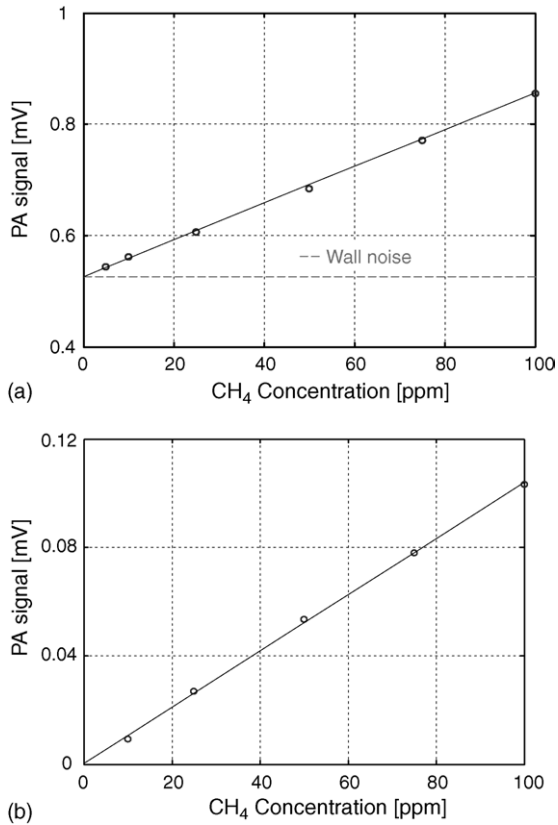 1
0.8
0.6
0.4
PA signal [mV]
Wall noise
0 20 40 60 80 100
CH₄ Concentration [ppm]
(a)
0.12
0.08
0.04
0
PA signal [mV]
0 20 40 60 80 100
CH₄ Concentration [ppm]
(b)